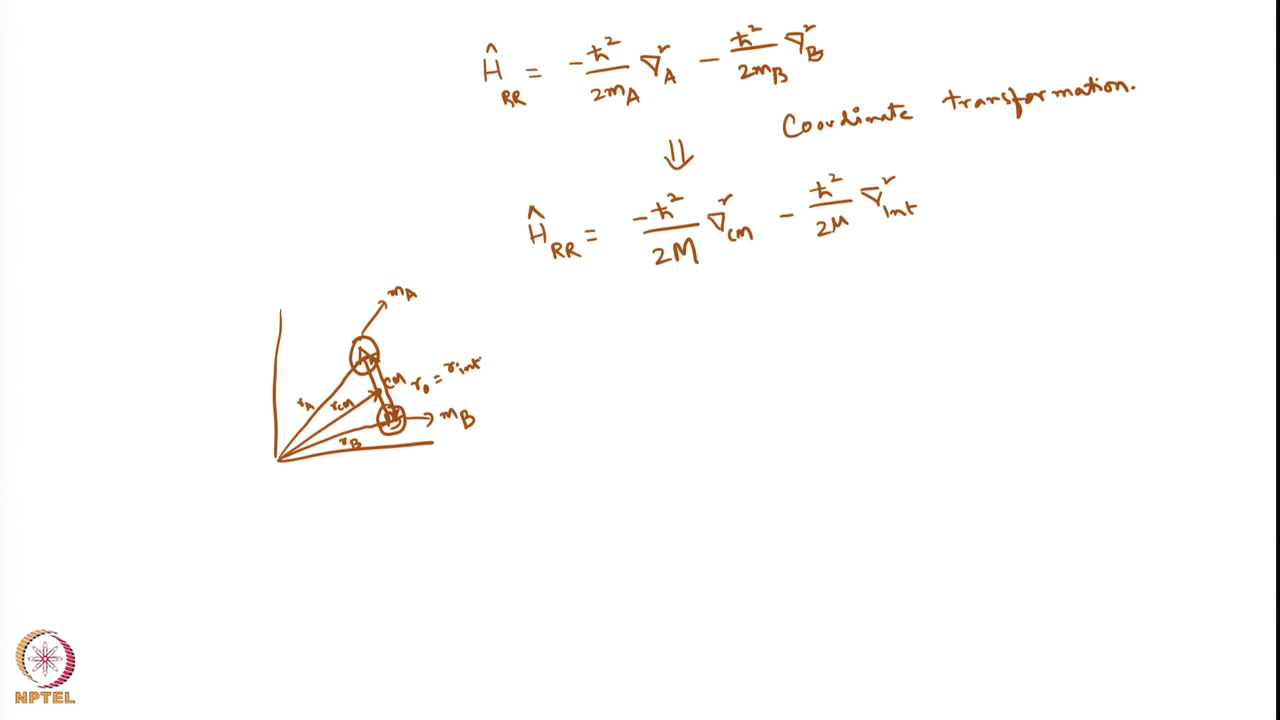 Ĥ_RR = -ħ²/2m_A ∇²_A - ħ²/2m_B ∇²_B
Coordinate transformation.
⇓
Ĥ_RR = -ħ²/2M ∇²_CM - ħ²/2μ ∇²_int
m_A
A
CM r_0 = r_int
r_A r_CM
r_B
m_B
NPTEL